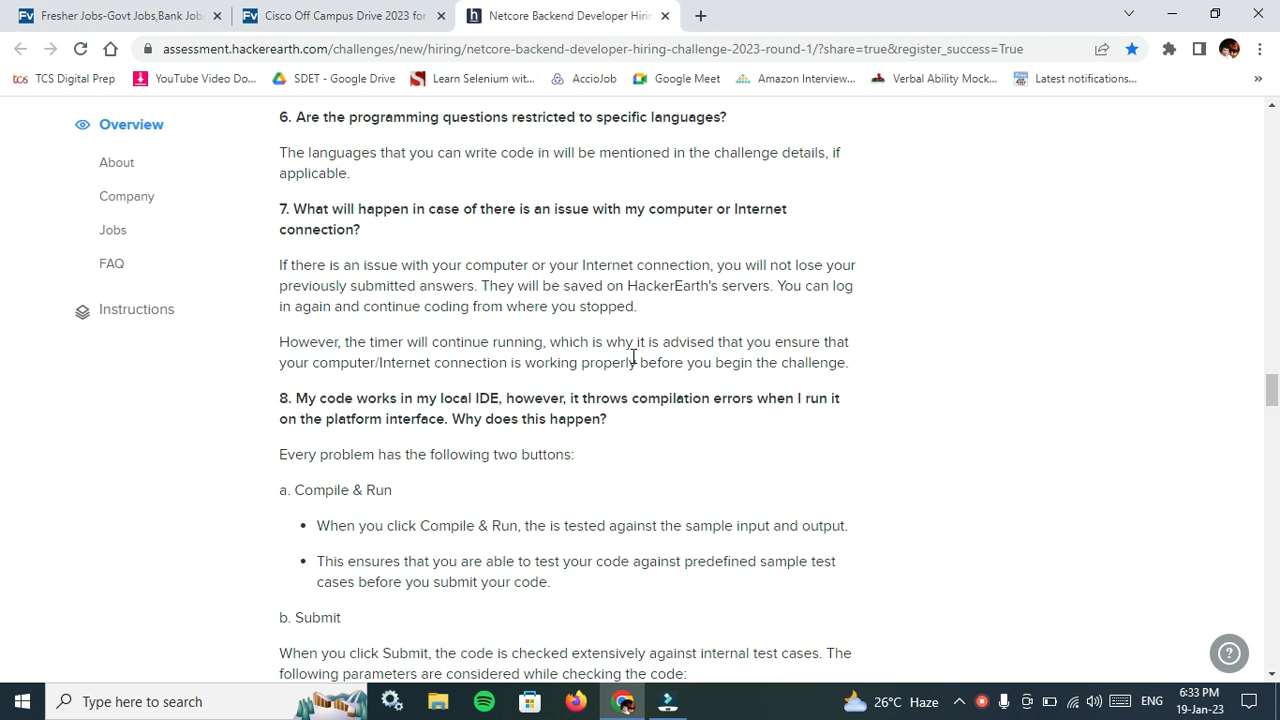 Fresher Jobs-Govt Jobs,Bank Jobs
Cisco Off Campus Drive 2023 for
Netcore Backend Developer Hirin
assessment.hackerearth.com/challenges/new/hiring/netcore-backend-developer-hiring-challenge-2023-round-1/?share=true&register_success=True
TCS Digital Prep
YouTube Video Do...
SDET - Google Drive
Learn Selenium wit...
AccioJob
Google Meet
Amazon Interview...
Verbal Ability Mock...
Latest notifications...
»
Overview
About
Company
Jobs
FAQ
Instructions
6. Are the programming questions restricted to specific languages?
The languages that you can write code in will be mentioned in the challenge details, if
applicable.
7. What will happen in case of there is an issue with my computer or Internet
connection?
If there is an issue with your computer or your Internet connection, you will not lose your
previously submitted answers. They will be saved on HackerEarth's servers. You can log
in again and continue coding from where you stopped.
However, the timer will continue running, which is why it is advised that you ensure that
your computer/Internet connection is working properly before you begin the challenge.
8. My code works in my local IDE, however, it throws compilation errors when I run it
on the platform interface. Why does this happen?
Every problem has the following two buttons:
a. Compile & Run
• When you click Compile & Run, the is tested against the sample input and output.
• This ensures that you are able to test your code against predefined sample test
cases before you submit your code.
b. Submit
When you click Submit, the code is checked extensively against internal test cases. The
following parameters are considered while checking the code:
Type here to search
26°C Haze
ENG
6:33 PM
19-Jan-23